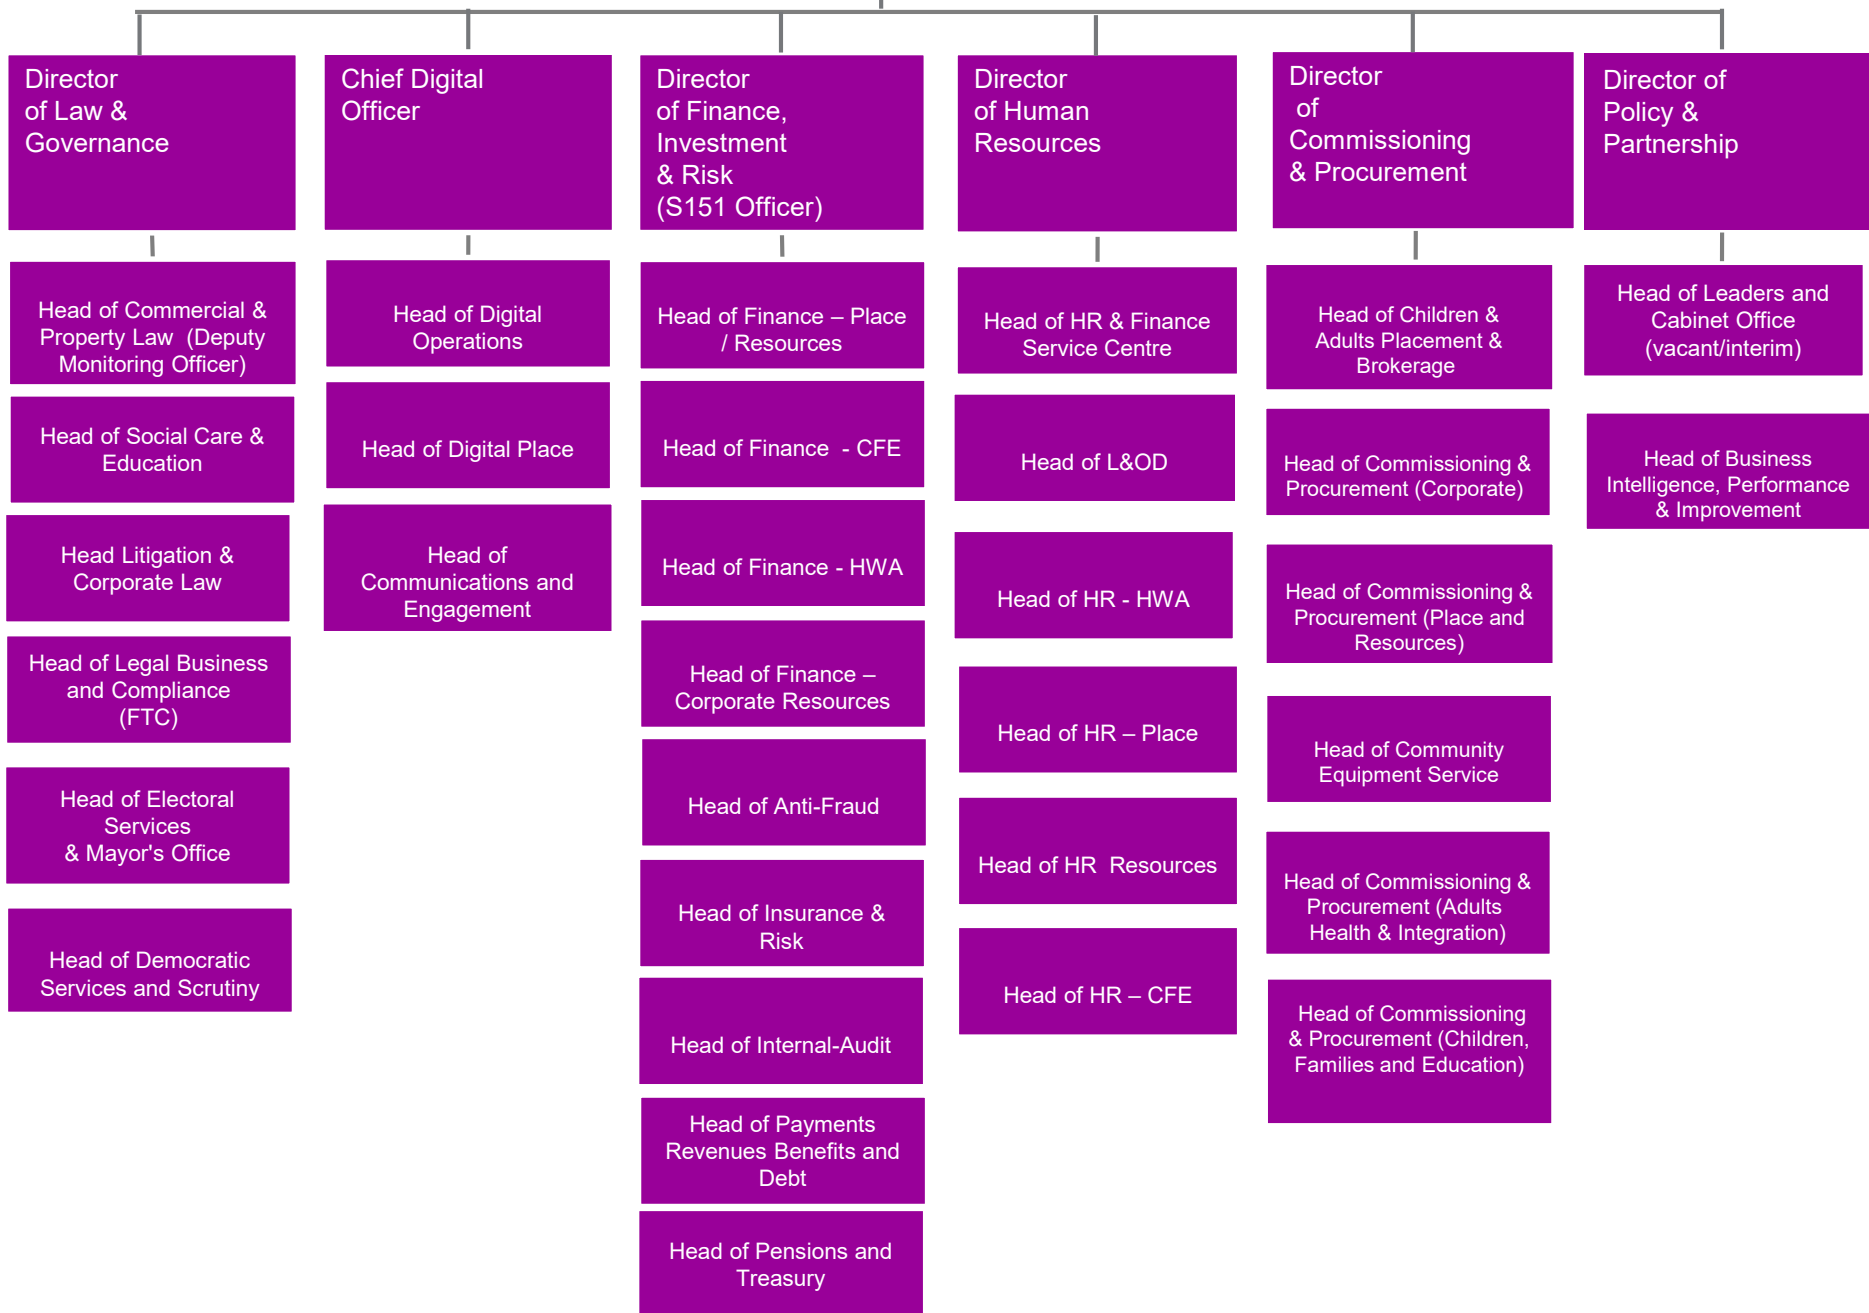 Director
of Law &
Governance
Head of Commercial &
Property Law (Deputy
Monitoring Officer)
Head of Social Care &
Education
Head Litigation &
Corporate Law
Head of Legal Business
and Compliance
(FTC)
Head of Electoral
Services
& Mayor's Office
Head of Democratic
Services and Scrutiny
Chief Digital
Officer
Head of Digital
Operations
Head of Digital Place
Head of
Communications and
Engagement
Director
of Finance,
Investment
& Risk
(S151 Officer)
Head of Finance – Place
/ Resources
Head of Finance - CFE
Head of Finance - HWA
Head of Finance –
Corporate Resources
Head of Anti-Fraud
Head of Insurance &
Risk
Head of Internal-Audit
Head of Payments
Revenues Benefits and
Debt
Head of Pensions and
Treasury
Director
of Human
Resources
Head of HR & Finance
Service Centre
Head of L&OD
Head of HR - HWA
Head of HR – Place
Head of HR Resources
Head of HR – CFE
Director
of
Commissioning
& Procurement
Head of Children &
Adults Placement &
Brokerage
Head of Commissioning &
Procurement (Corporate)
Head of Commissioning &
Procurement (Place and
Resources)
Head of Community
Equipment Service
Head of Commissioning &
Procurement (Adults
Health & Integration)
Head of Commissioning
& Procurement (Children,
Families and Education)
Director of
Policy &
Partnership
Head of Leaders and
Cabinet Office
(vacant/interim)
Head of Business
Intelligence, Performance
& Improvement